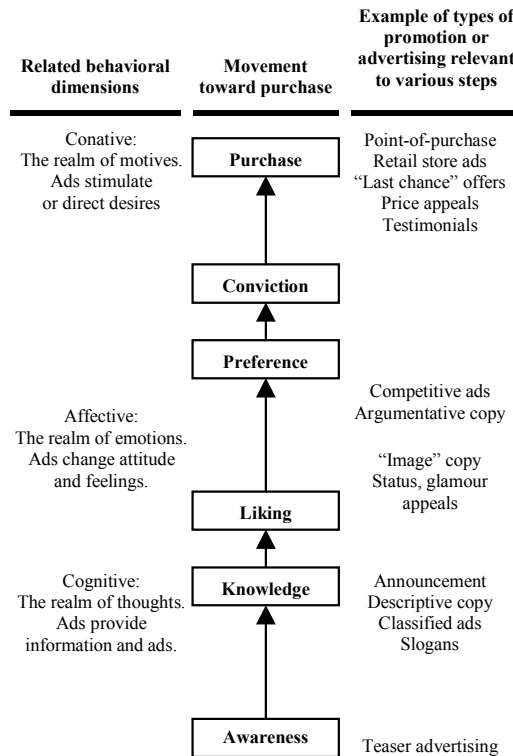 Related behavioral
dimensions
Movement
toward purchase
Example of types of
promotion or
advertising relevant
to various steps
Conative:
The realm of motives.
Ads stimulate
or direct desires
Purchase
Point-of-purchase
Retail store ads
“Last chance” offers
Price appeals
Testimonials
Conviction
Preference
Affective:
The realm of emotions.
Ads change attitude
and feelings.
Competitive ads
Argumentative copy
“Image” copy
Status, glamour
appeals
Liking
Cognitive:
The realm of thoughts.
Ads provide
information and ads.
Knowledge
Announcement
Descriptive copy
Classified ads
Slogans
Awareness
Teaser advertising